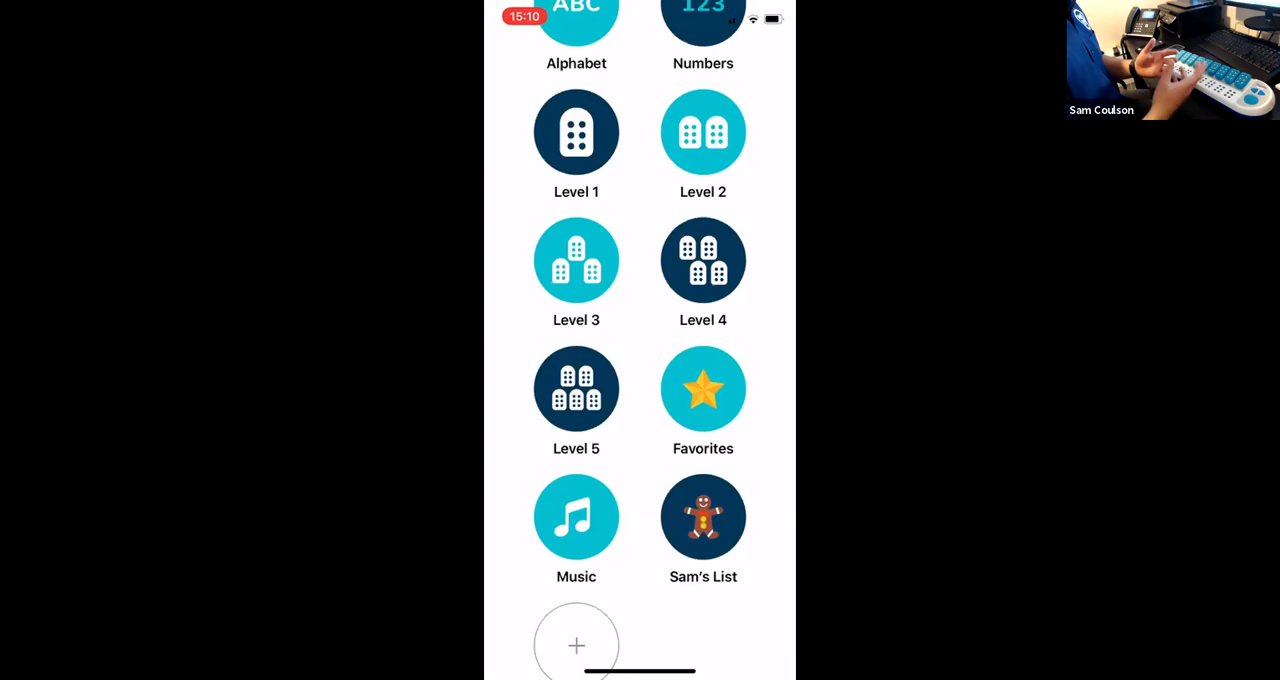 15:10
ABC
123
Alphabet
Numbers
Level 1
Level 2
Level 3
Level 4
Level 5
Favorites
Music
Sam's List
Sam Coulson